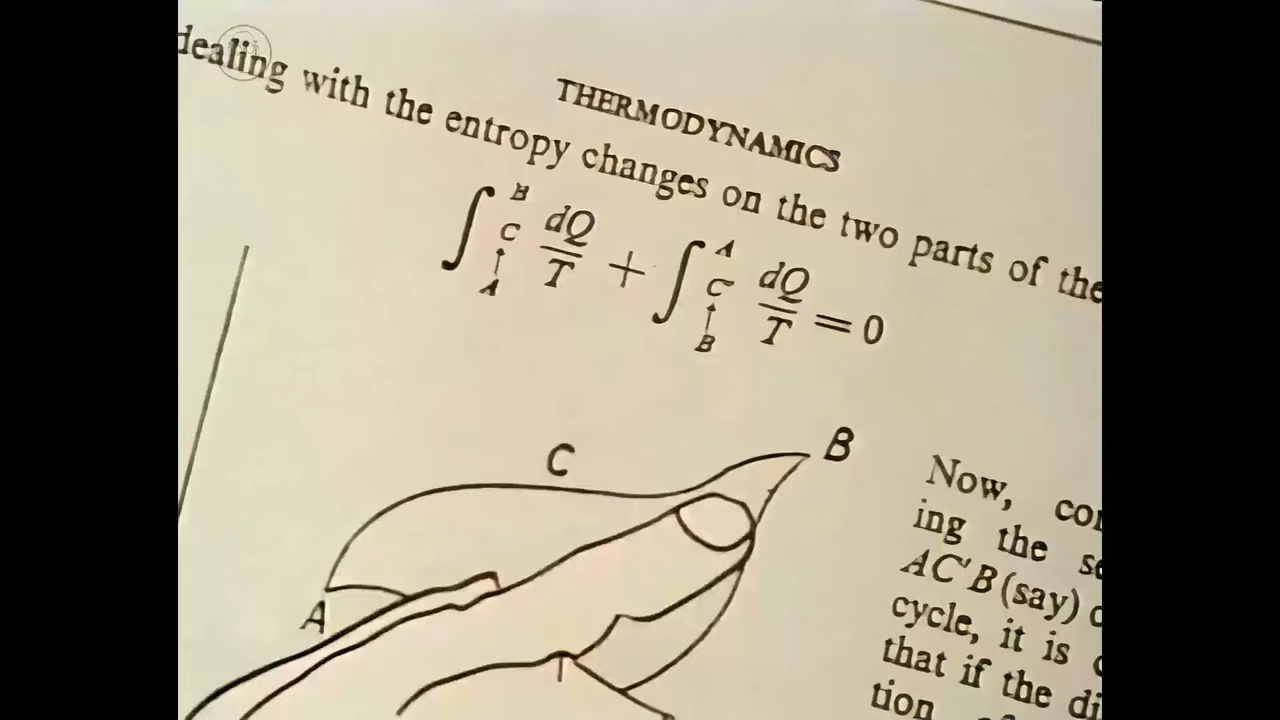 THERMODYNAMICS
dealing with the entropy changes on the two parts of the
∫ B C ↑ A dQ/T + ∫ A C' ↑ B dQ/T = 0
C
B
A
Now,
ing the
AC'B (say)
cycle, it is
that if the
tion